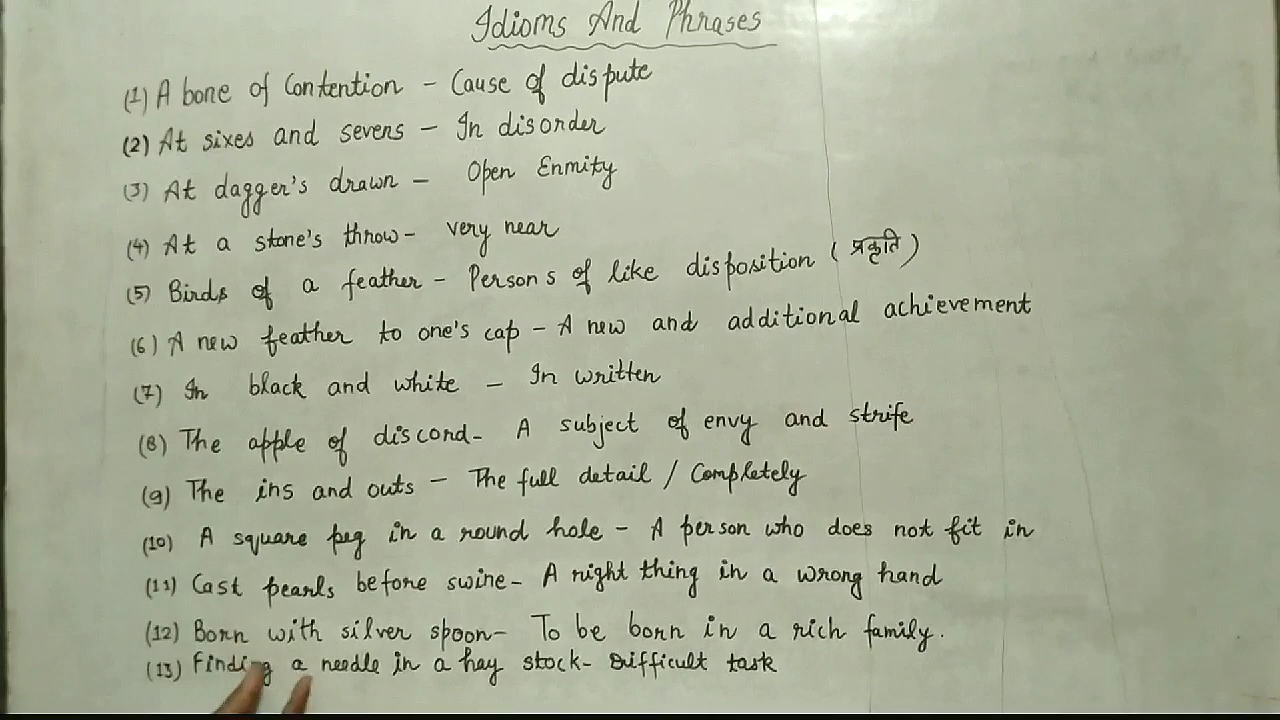 Idioms And Phrases
(1) A bone of Contention - Cause of dispute
(2) At sixes and sevens - In disorder
(3) At dagger's drawn - Open Enmity
(4) At a stone's throw - very near
(5) Birds of a feather - Persons of like disposition (प्रकृति)
(6) A new feather to one's cap - A new and additional achievement
(7) In black and white - In written
(8) The apple of discord - A subject of envy and strife
(9) The ins and outs - The full detail / Completely
(10) A square peg in a round hole - A person who does not fit in
(11) Cast pearls before swine - A right thing in a wrong hand
(12) Born with silver spoon - To be born in a rich family.
(13) Finding a needle in a hay stock - Difficult task